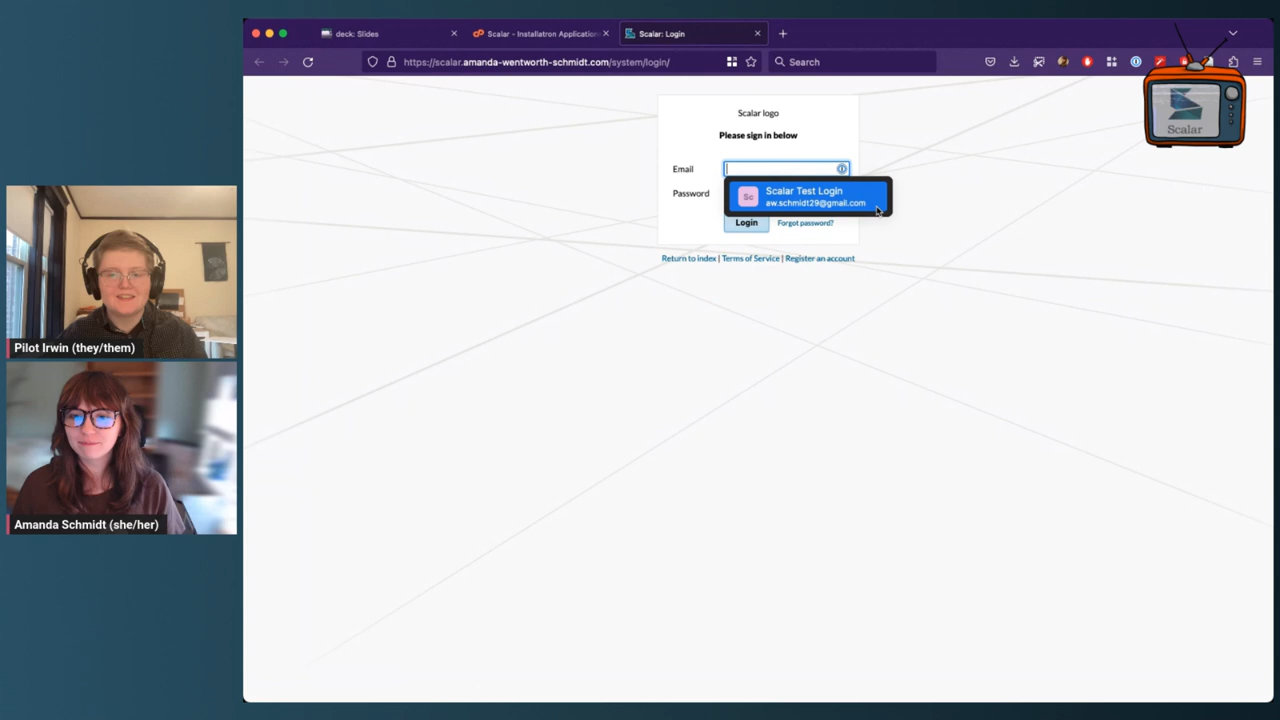 deck: Slides
Scalar - Installatron Application
Scalar: Login
https://scalar.amanda-wentworth-schmidt.com/system/login/
Search
Scalar
Scalar logo
Please sign in below
Email
Sc
Scalar Test Login
aw.schmidt29@gmail.com
Password
Login
Forgot password?
Return to index | Terms of Service | Register an account
Pilot Irwin (they/them)
Amanda Schmidt (she/her)